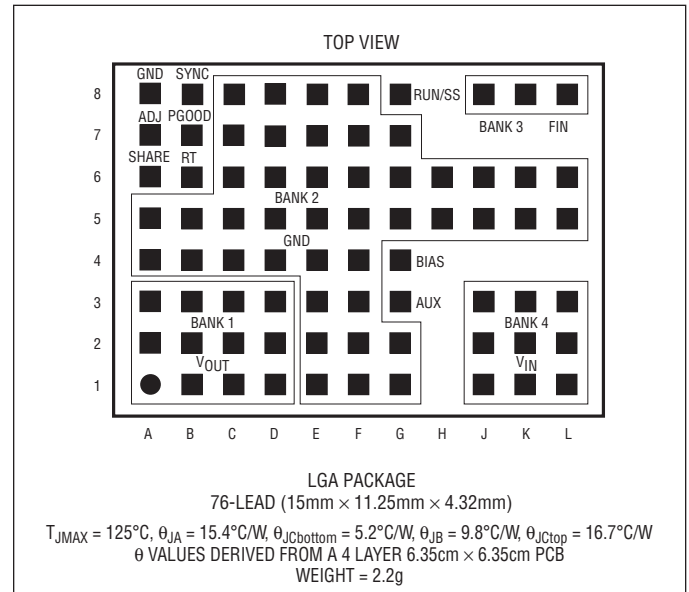 TOP VIEW
GND SYNC
8 RUN/SS
ADJ PGOOD
BANK 3 FIN
7
SHARE RT
6
BANK 2
5
GND
4 BIAS
3 AUX
BANK 1 BANK 4
2
VOUT VIN
1
A B C D E F G H J K L
LGA PACKAGE
76-LEAD (15mm × 11.25mm × 4.32mm)
TJMAX = 125°C, θJA = 15.4°C/W, θJCbottom = 5.2°C/W, θJB = 9.8°C/W, θJCtop = 16.7°C/W
θ VALUES DERIVED FROM A 4 LAYER 6.35cm × 6.35cm PCB
WEIGHT = 2.2g